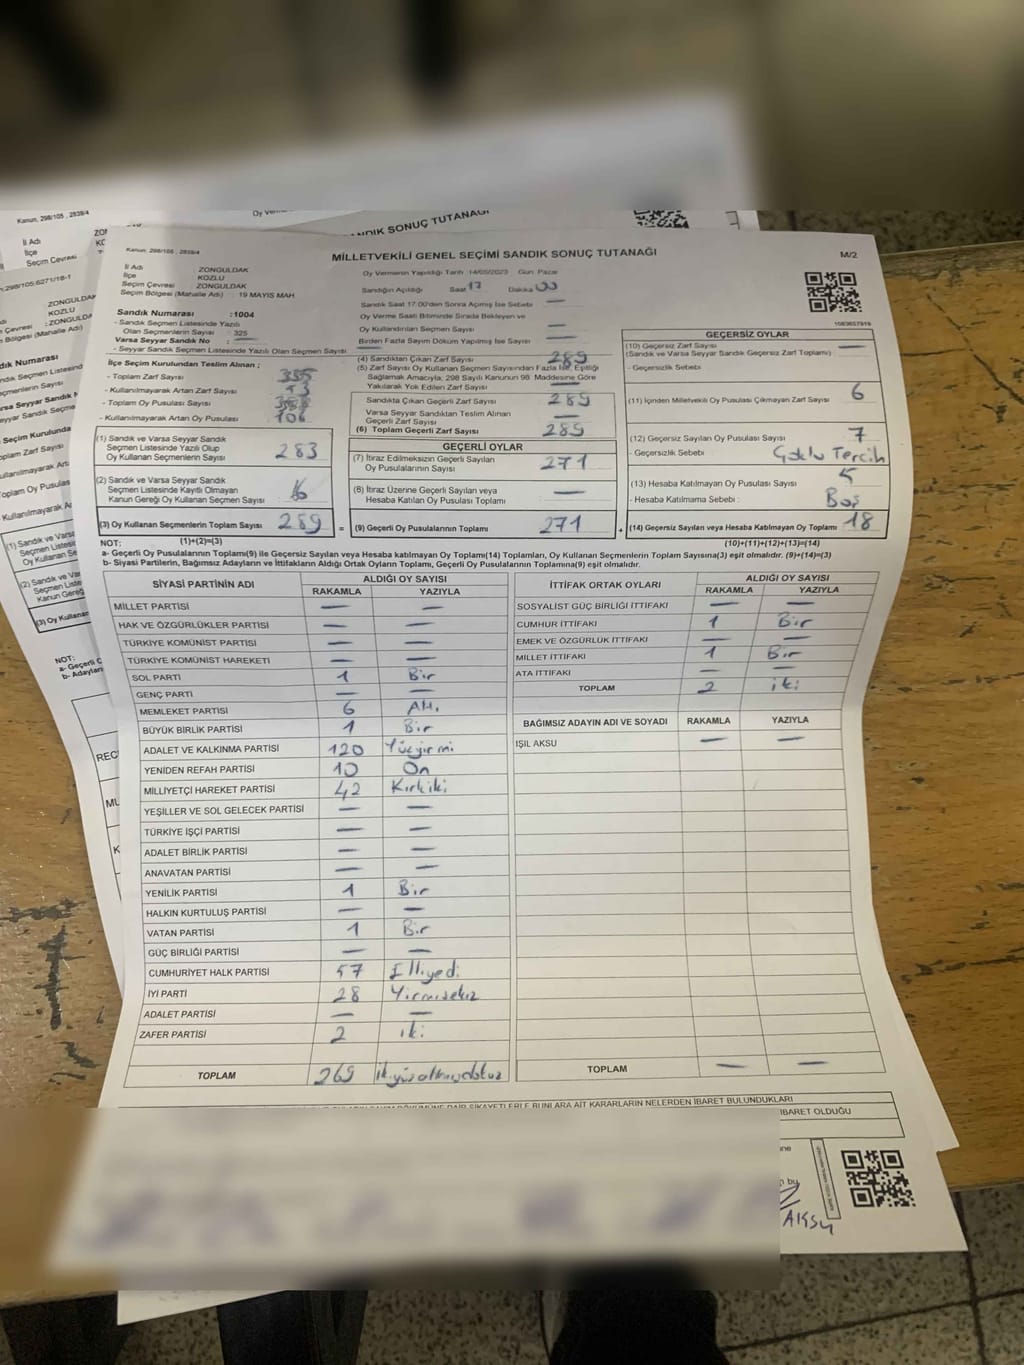 Kanun, 298/105 , 2839/4
SONUÇ TUTANAĞI
Kanun, 298/105 , 2839/4
MİLLETVEKİLİ GENEL SEÇİMİ SANDIK SONUÇ TUTANAĞI
M/2
İl Adı ZONGULDAK
İlçe KOZLU
Seçim Çevresi : ZONGULDAK
Seçim Bölgesi (Mahalle Adı) : 19 MAYIS MAH
Oy Vermenin Yapıldığı Tarih :14/05/2023 Gün: Pazar
Sandığın Açıldığı Saat 17 Dakika 00
Sandık Saat 17:00'den Sonra Açılmış İse Sebebi —
Oy Verme Saati Bitiminde Sırada Bekleyen ve
Oy Kullandırılan Seçmen Sayısı —
Birden Fazla Sayım Döküm Yapılmış İse Sayısı —
Sandık Numarası :1004
- Sandık Seçmen Listesinde Yazılı
Olan Seçmenlerin Sayısı : 325
Varsa Seyyar Sandık No : —
- Seyyar Sandık Seçmen Listesinde Yazılı Olan Seçmen Sayısı
İlçe Seçim Kurulundan Teslim Alınan ;
- Toplam Zarf Sayısı
- Kullanılmayarak Artan Zarf Sayısı
- Toplam Oy Pusulası Sayısı
- Kullanılmayarak Artan Oy Pusulası 106
(1) Sandık ve Varsa Seyyar Sandık
Seçmen Listesinde Yazılı Olup
Oy Kullanan Seçmenlerin Sayısı 283
(2) Sandık ve Varsa Seyyar Sandık
Seçmen Listesinde Kayıtlı Olmayan
Kanun Gereği Oy Kullanan Seçmen Sayısı 6
(3) Oy Kullanan Seçmenlerin Toplam Sayısı 289
(1)+(2)=(3)
(4) Sandıktan Çıkan Zarf Sayısı 289
(5) Zarf Sayısı Oy Kullanan Seçmen Sayısından Fazla İse, Eşitliği
Sağlamak Amacıyla; 298 Sayılı Kanunun 98. Maddesine Göre
Yakılarak Yok Edilen Zarf Sayısı —
Sandıkta Çıkan Geçerli Zarf Sayısı 289
Varsa Seyyar Sandıktan Teslim Alınan
Geçerli Zarf Sayısı —
(6) Toplam Geçerli Zarf Sayısı 289
GEÇERLİ OYLAR
(7) İtiraz Edilmeksizin Geçerli Sayılan
Oy Pusulalarının Sayısı 271
(8) İtiraz Üzerine Geçerli Sayılan veya
Hesaba Katılan Oy Pusulası Toplamı —
= (9) Geçerli Oy Pusulalarının Toplamı 271 +
1083657919
GEÇERSİZ OYLAR
(10) Geçersiz Zarf Sayısı —
(Sandık ve Varsa Seyyar Sandık Geçersiz Zarf Toplamı)
- Geçersizlik Sebebi
(11) İçinden Milletvekili Oy Pusulası Çıkmayan Zarf Sayısı 6
(12) Geçersiz Sayılan Oy Pusulası Sayısı 7
- Geçersizlik Sebebi : Çoklu Tercih
(13) Hesaba Katılmayan Oy Pusulası Sayısı 5
- Hesaba Katılmama Sebebi : Boş
(14) Geçersiz Sayılan veya Hesaba Katılmayan Oy Toplamı 18
(10)+(11)+(12)+(13)=(14)
NOT:
a- Geçerli Oy Pusulalarının Toplamı(9) ile Geçersiz Sayılan veya Hesaba katılmayan Oy Toplamı(14) Toplamları, Oy Kullanan Seçmenlerin Toplam Sayısına(3) eşit olmalıdır. (9)+(14)=(3)
b- Siyasi Partilerin, Bağımsız Adayların ve İttifakların Aldığı Ortak Oyların Toplamı, Geçerli Oy Pusulalarının Toplamına(9) eşit olmalıdır.
SİYASİ PARTİNİN ADI ALDIĞI OY SAYISI
RAKAMLA YAZIYLA
MİLLET PARTİSİ — —
HAK VE ÖZGÜRLÜKLER PARTİSİ — —
TÜRKİYE KOMÜNİST PARTİSİ — —
TÜRKİYE KOMÜNİST HAREKETİ — —
SOL PARTİ 1 Bir
GENÇ PARTİ — —
MEMLEKET PARTİSİ 6 Altı
BÜYÜK BİRLİK PARTİSİ 1 Bir
ADALET VE KALKINMA PARTİSİ 120 Yüzyirmi
YENİDEN REFAH PARTİSİ 10 On
MİLLİYETÇİ HAREKET PARTİSİ 42 Kırkiki
YEŞİLLER VE SOL GELECEK PARTİSİ — —
TÜRKİYE İŞÇİ PARTİSİ — —
ADALET BİRLİK PARTİSİ — —
ANAVATAN PARTİSİ — —
YENİLİK PARTİSİ 1 Bir
HALKIN KURTULUŞ PARTİSİ — —
VATAN PARTİSİ 1 Bir
GÜÇ BİRLİĞİ PARTİSİ — —
CUMHURİYET HALK PARTİSİ 57 Elliyedi
İYİ PARTİ 28 Yirmisekiz
ADALET PARTİSİ — —
ZAFER PARTİSİ 2 iki
TOPLAM 269 ikiyüzaltmışdokuz
İTTİFAK ORTAK OYLARI ALDIĞI OY SAYISI
RAKAMLA YAZIYLA
SOSYALİST GÜÇ BİRLİĞİ İTTİFAKI — —
CUMHUR İTTİFAKI 1 Bir
EMEK VE ÖZGÜRLÜK İTTİFAKI — —
MİLLET İTTİFAKI 1 Bir
ATA İTTİFAKI — —
TOPLAM 2 iki
BAĞIMSIZ ADAYIN ADI VE SOYADI RAKAMLA YAZIYLA
IŞIL AKSU — —
TOPLAM — —
DÖKÜMÜNE DAİR ŞİKAYETLERLE BUNLARA AİT KARARLARIN NELERDEN İBARET BULUNDUKLARI
İBARET OLDUĞU
AKSU